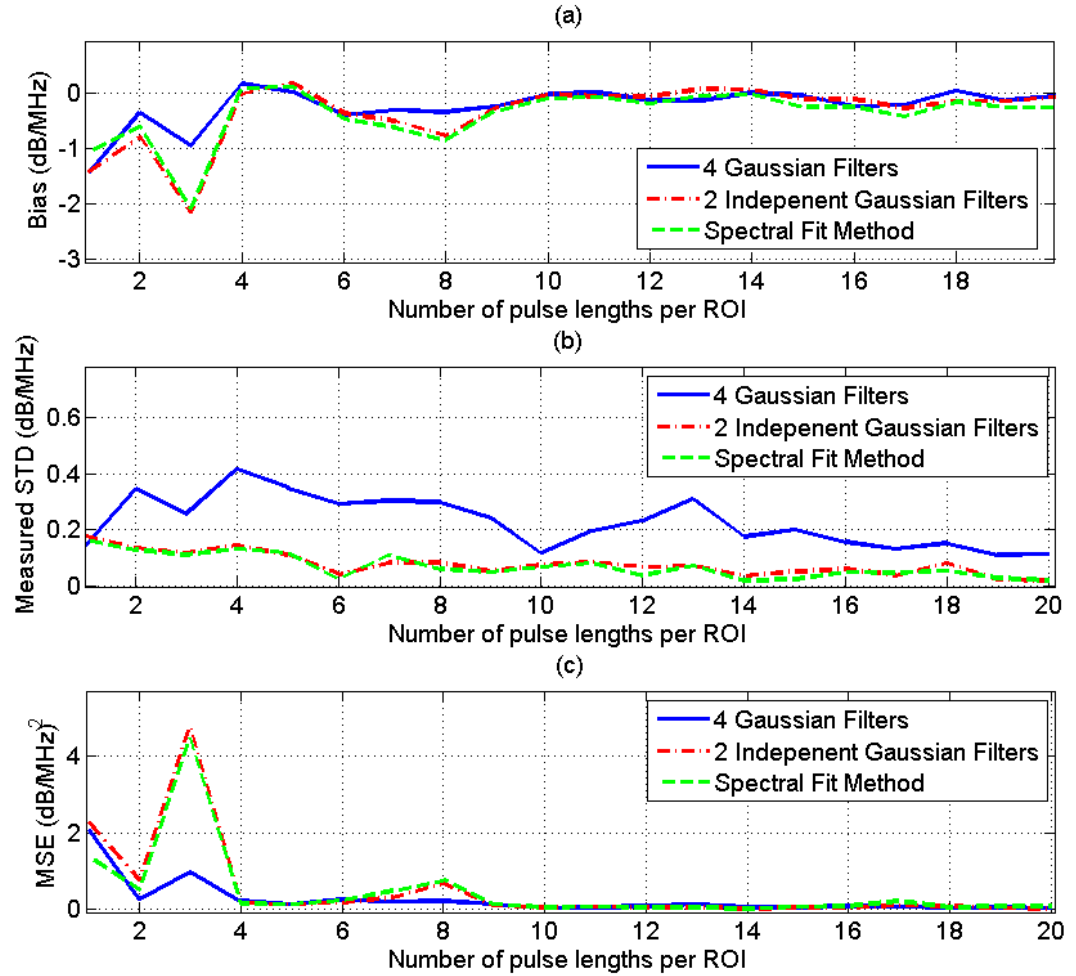 (a)
Bias (dB/MHz)
0
-1
-2
-3
4 Gaussian Filters
2 Indepenent Gaussian Filters
Spectral Fit Method
2 4 6 8 10 12 14 16 18
Number of pulse lengths per ROI
(b)
Measured STD (dB/MHz)
0.6
0.4
0.2
0
4 Gaussian Filters
2 Indepenent Gaussian Filters
Spectral Fit Method
2 4 6 8 10 12 14 16 18 20
Number of pulse lengths per ROI
(c)
MSE (dB/MHz)²
4
2
0
4 Gaussian Filters
2 Indepenent Gaussian Filters
Spectral Fit Method
2 4 6 8 10 12 14 16 18 20
Number of pulse lengths per ROI